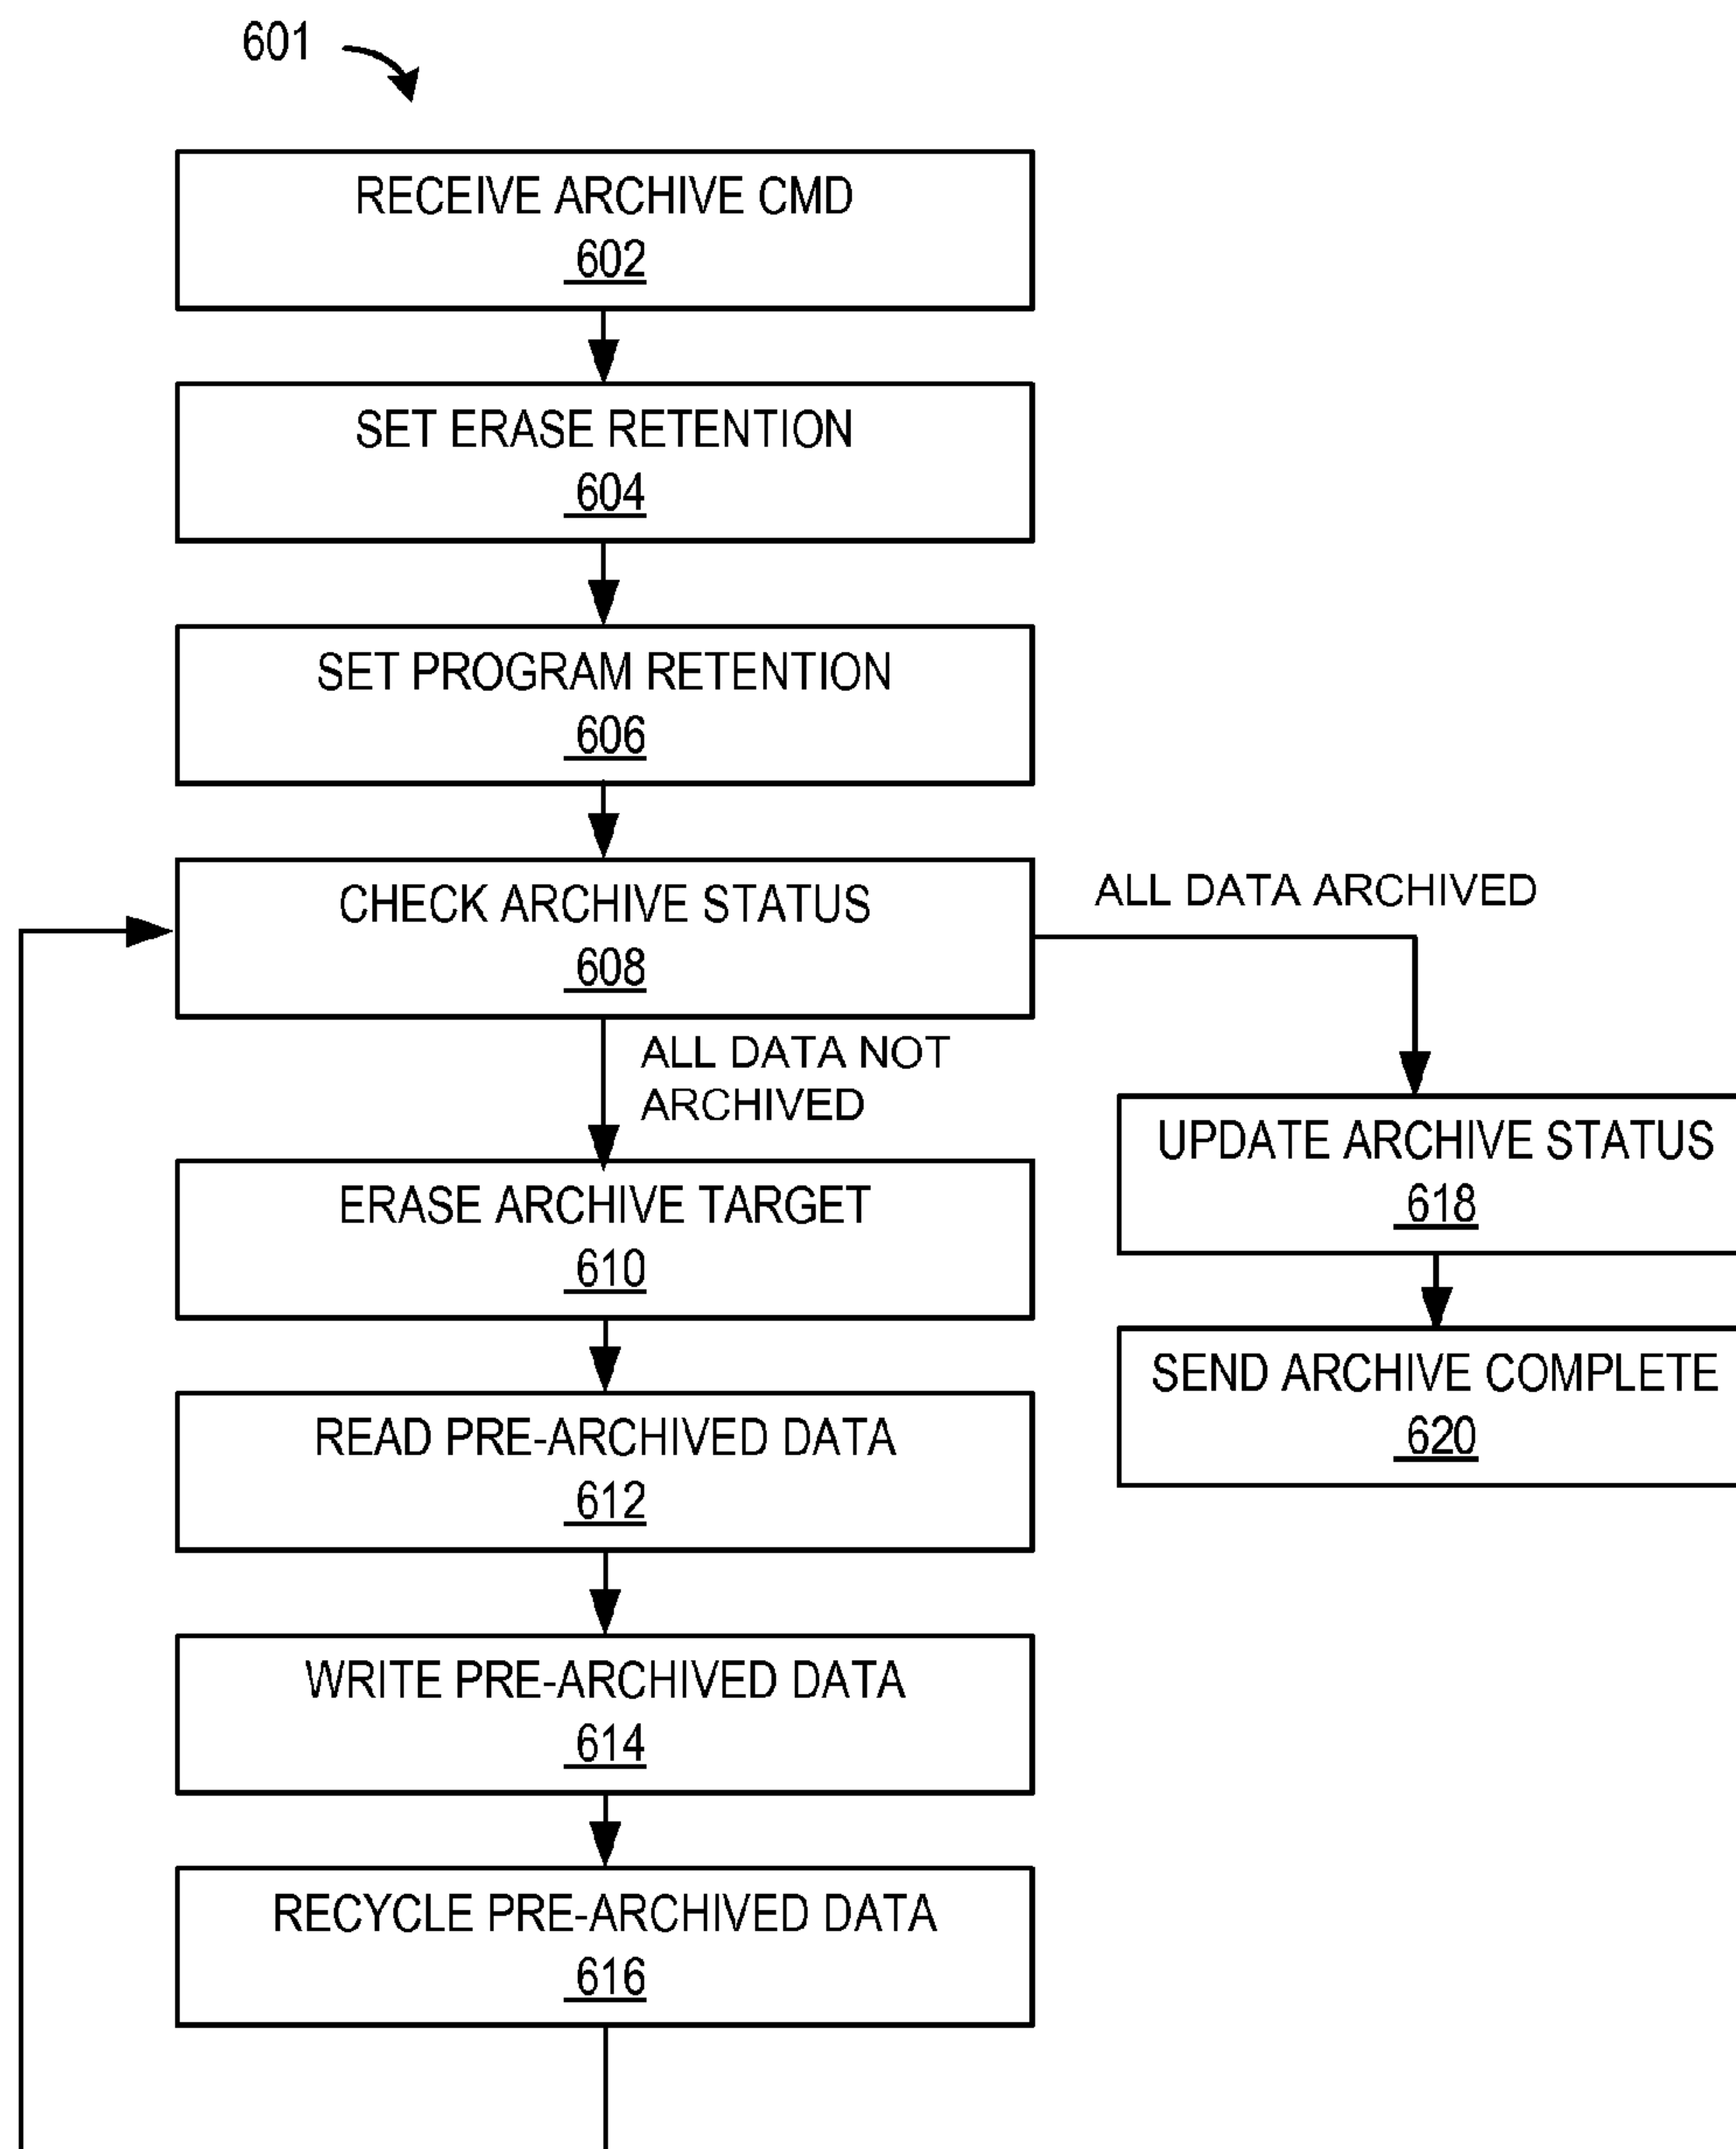 601
RECEIVE ARCHIVE CMD
602
SET ERASE RETENTION
604
SET PROGRAM RETENTION
606
CHECK ARCHIVE STATUS
608
ALL DATA ARCHIVED
ALL DATA NOT
ARCHIVED
ERASE ARCHIVE TARGET
610
READ PRE-ARCHIVED DATA
612
WRITE PRE-ARCHIVED DATA
614
RECYCLE PRE-ARCHIVED DATA
616
UPDATE ARCHIVE STATUS
618
SEND ARCHIVE COMPLETE
620